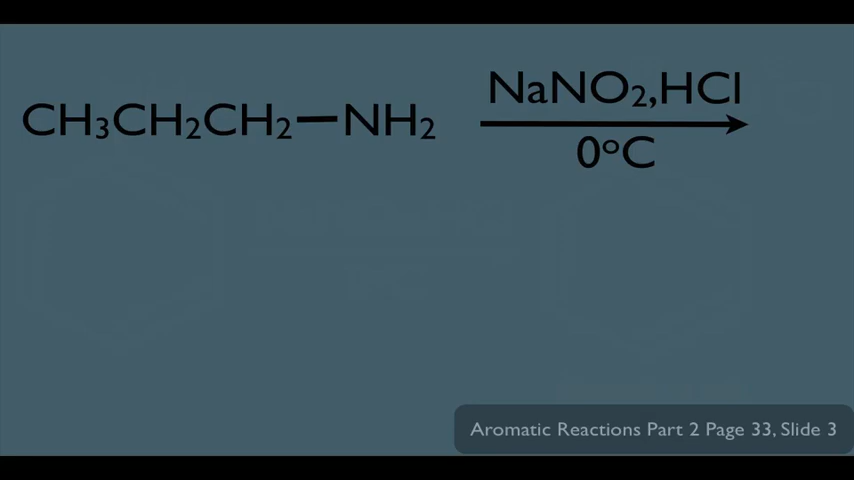 CH₃CH₂CH₂—NH₂
NaNO₂,HCl
0°C
Aromatic Reactions Part 2 Page 33, Slide 3